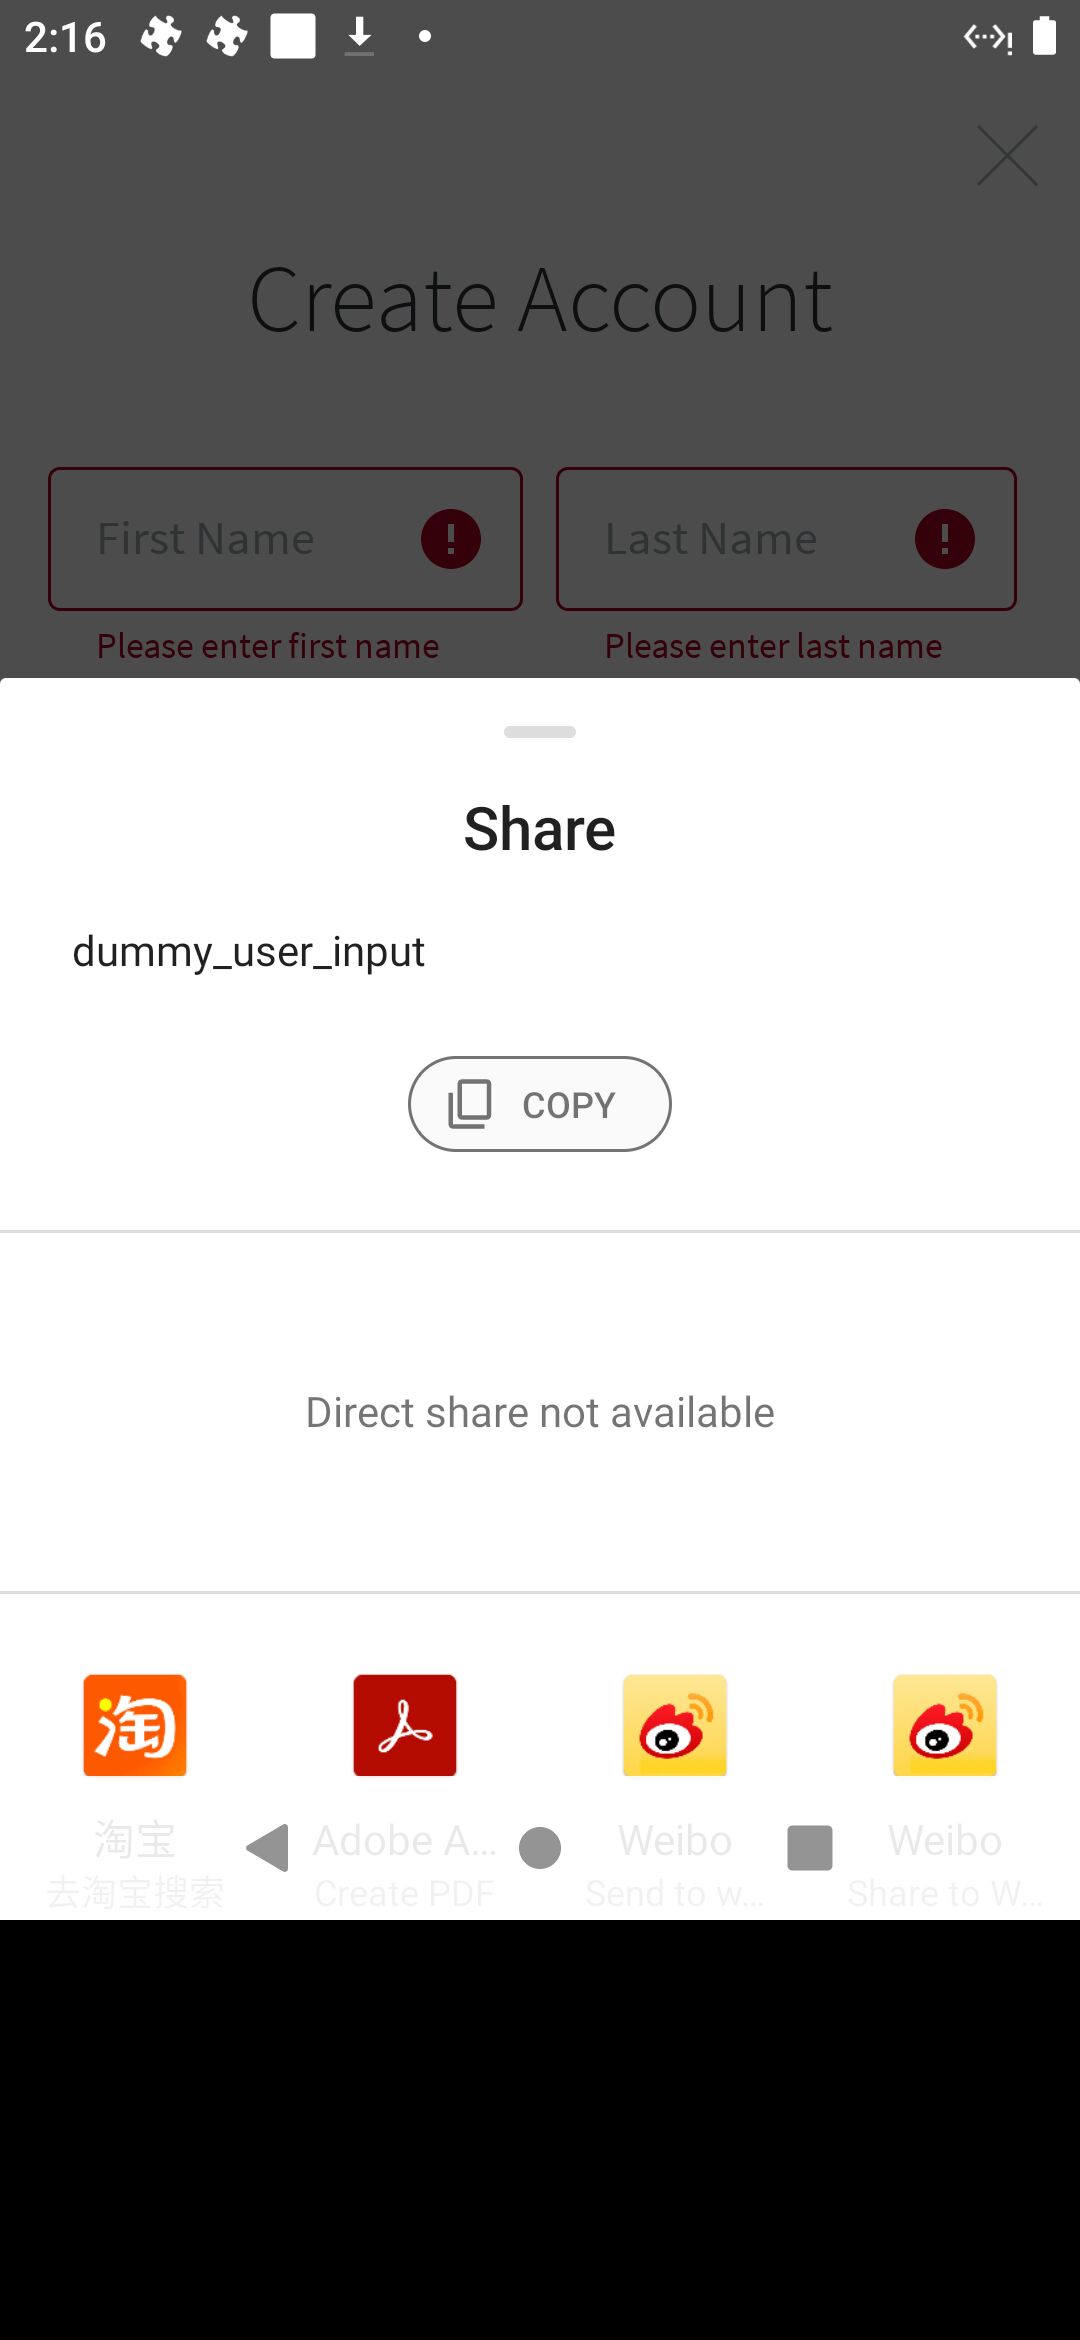 2:16
Create Account
First Name
Last Name
Please enter first name
Please enter last name
Share
dummy_user_input
COPY
Direct share not available
淘
淘宝
Adobe A...
Weibo
Weibo
去淘宝搜索
Create PDF
Send to w...
Share to W...